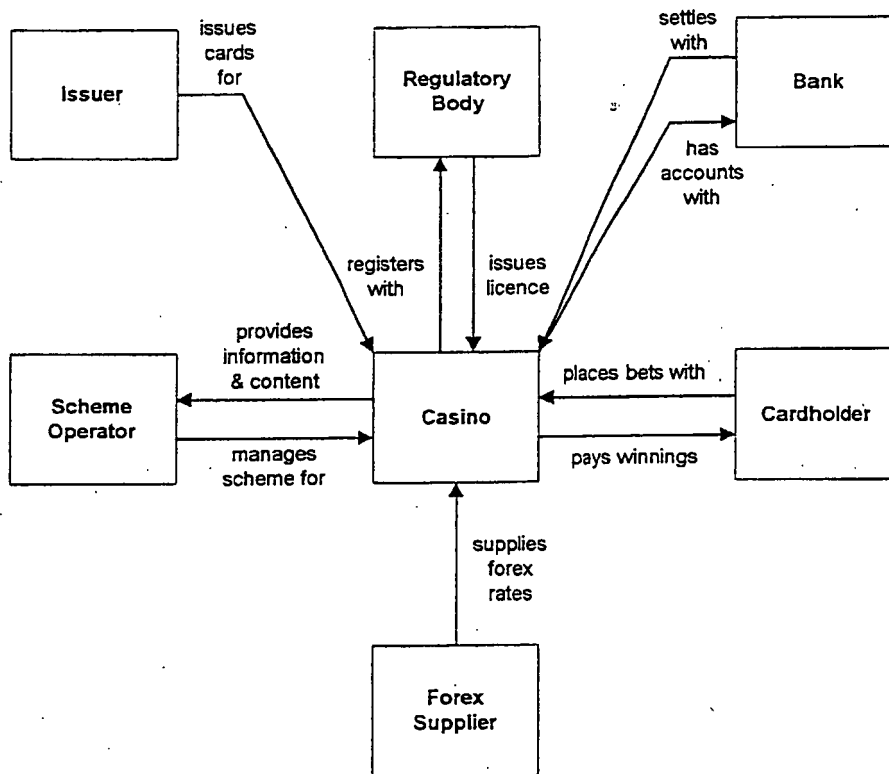 issues
cards
for
Issuer
Regulatory
Body
settles
with
Bank
has
accounts
with
registers
with
issues
licence
provides
information
& content
Scheme
Operator
manages
scheme for
Casino
places bets with
Cardholder
pays winnings
supplies
forex
rates
Forex
Supplier